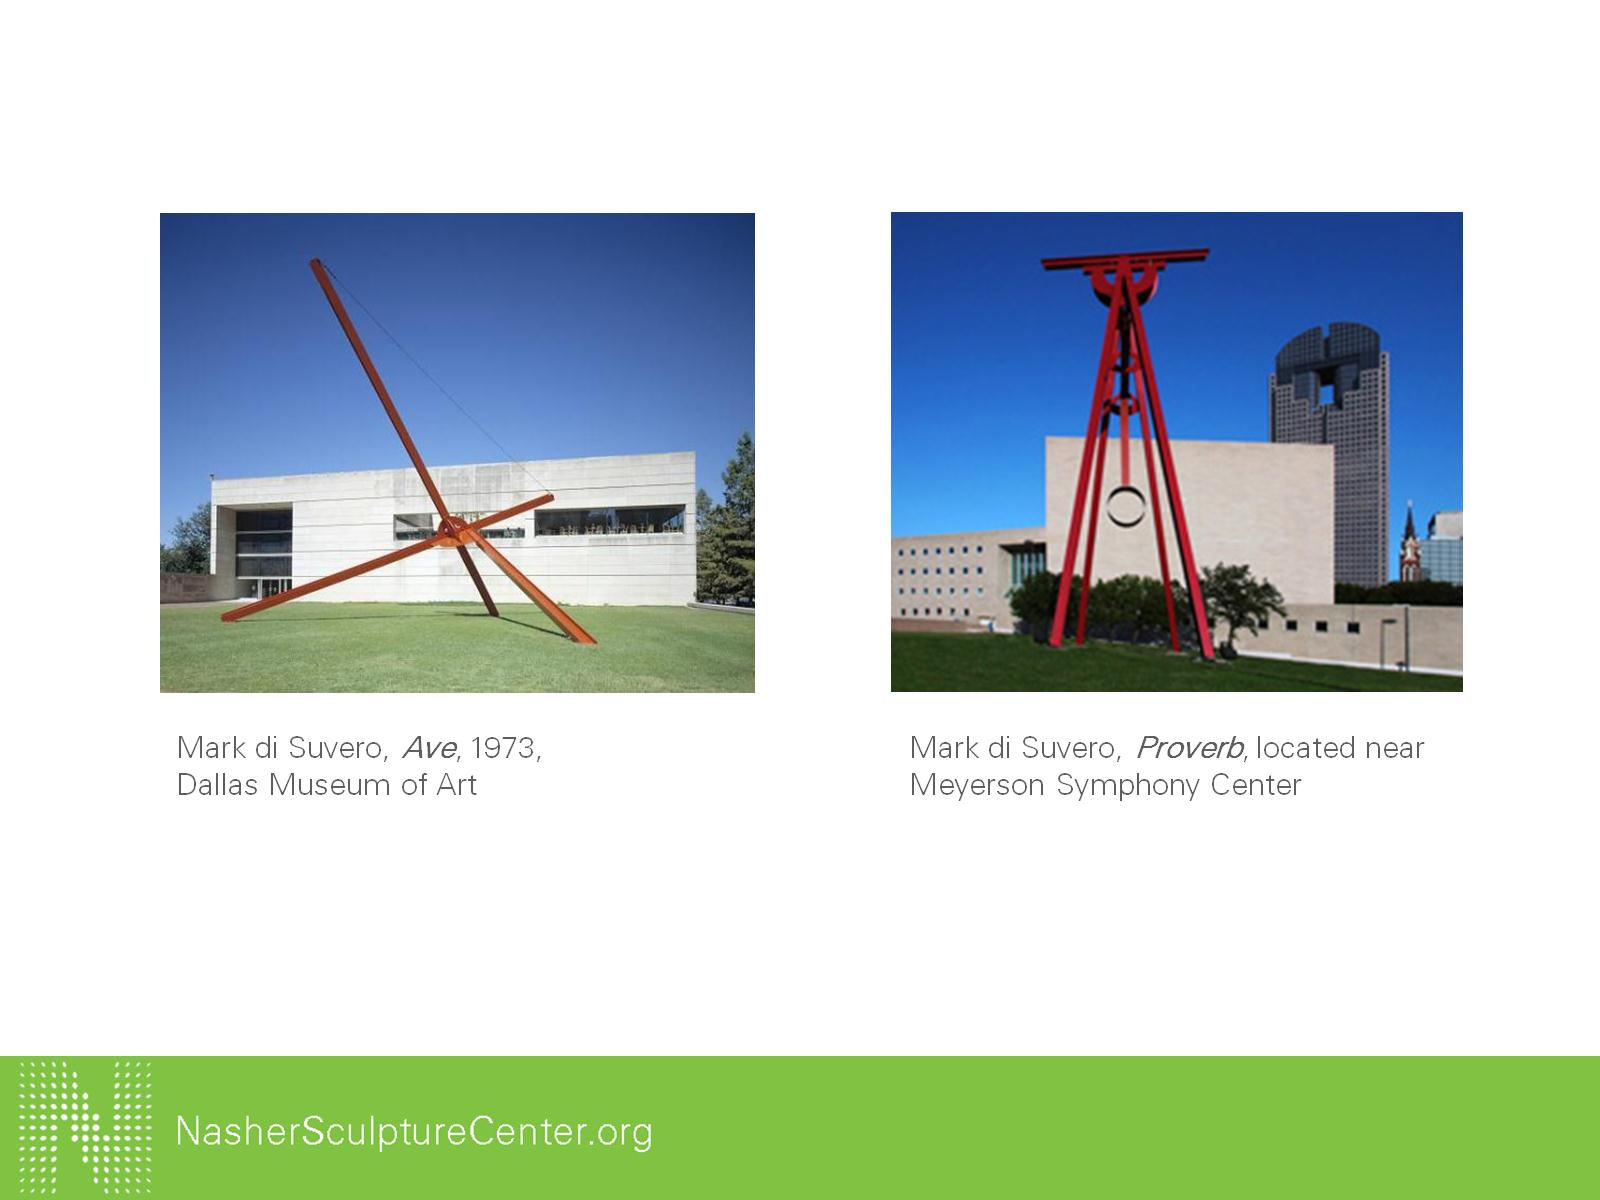 Mark di Suvero, Ave, 1973,
Dallas Museum of Art
Mark di Suvero, Proverb, located near
Meyerson Symphony Center
NasherSculptureCenter.org